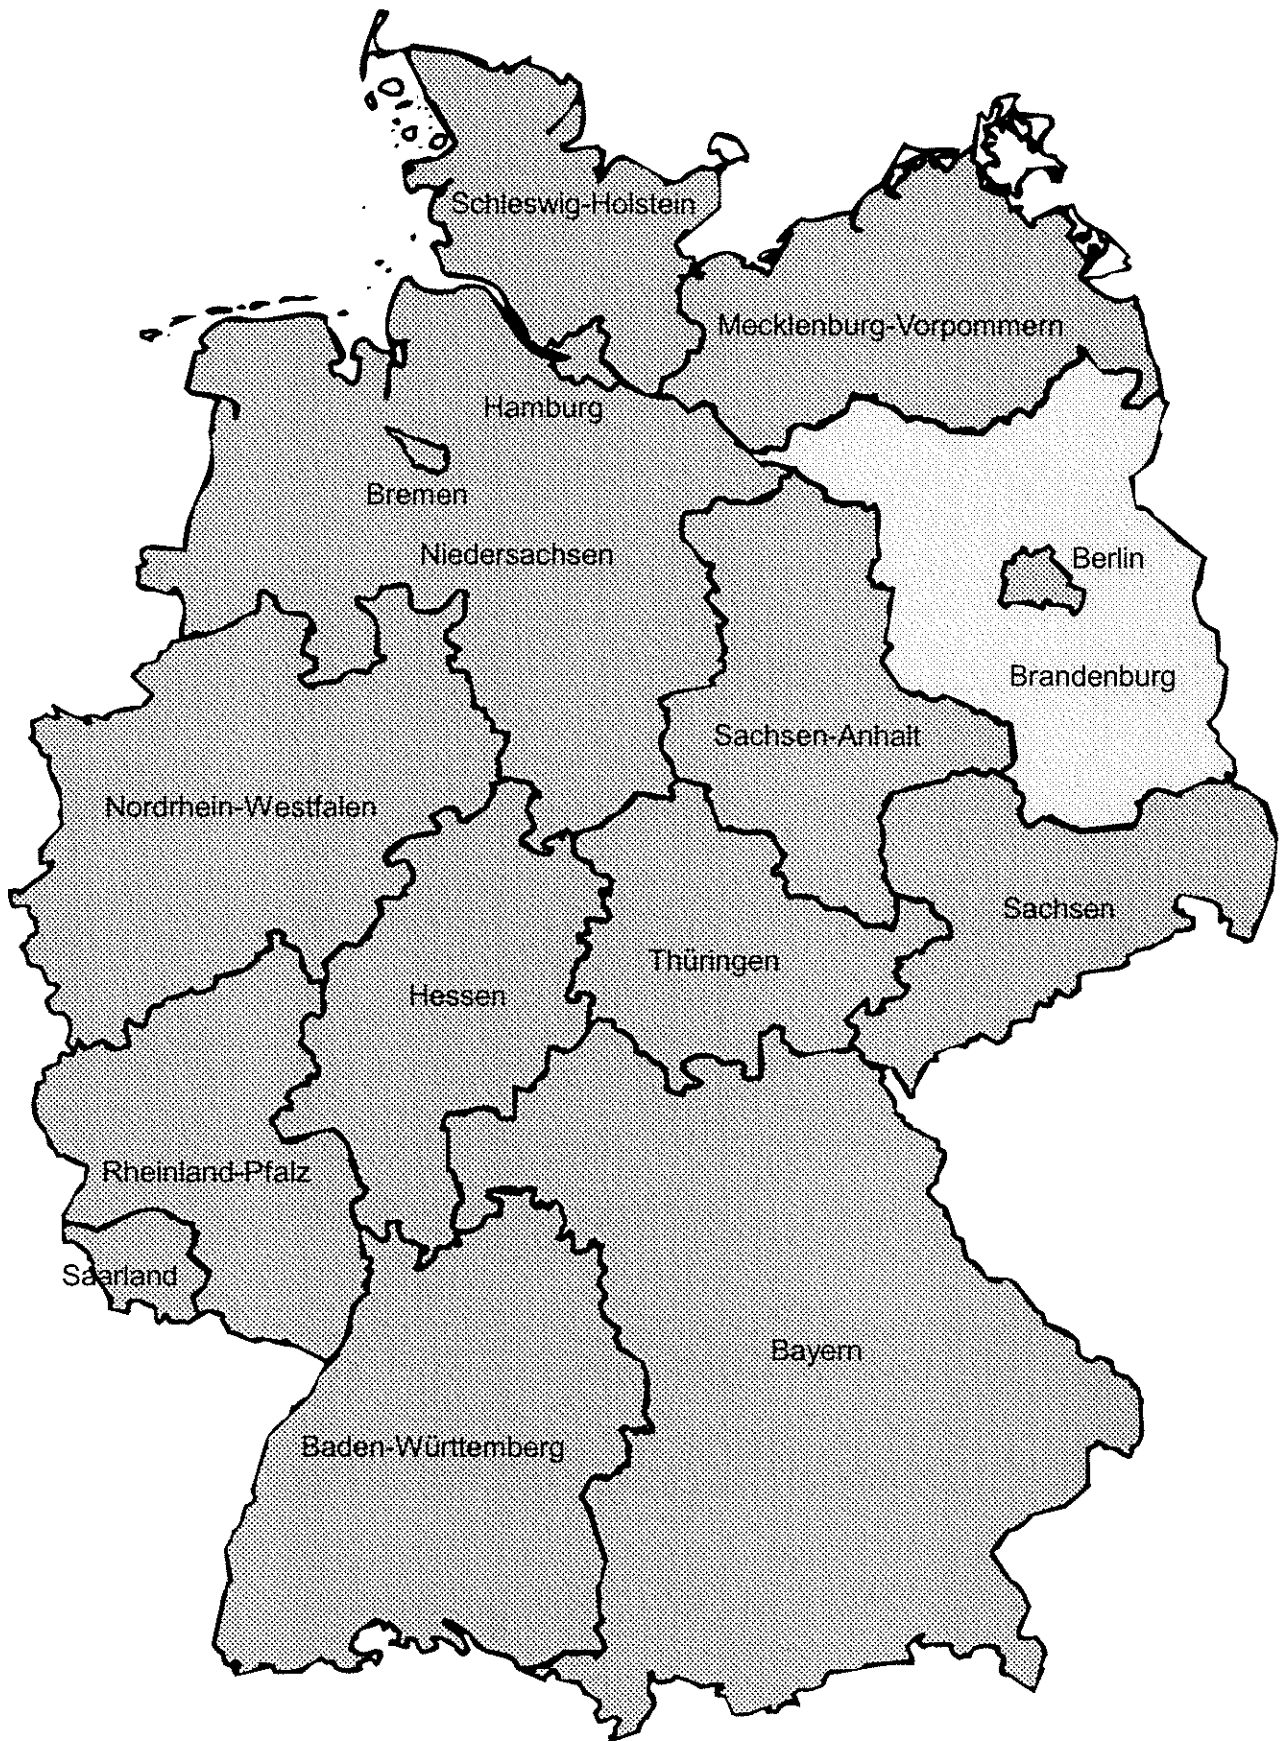 Schleswig-Holstein
Mecklenburg-Vorpommern
Hamburg
Bremen
Niedersachsen
Berlin
Brandenburg
Sachsen-Anhalt
Nordrhein-Westfalen
Sachsen
Thüringen
Hessen
Rheinland-Pfalz
Saarland
Bayern
Baden-Württemberg